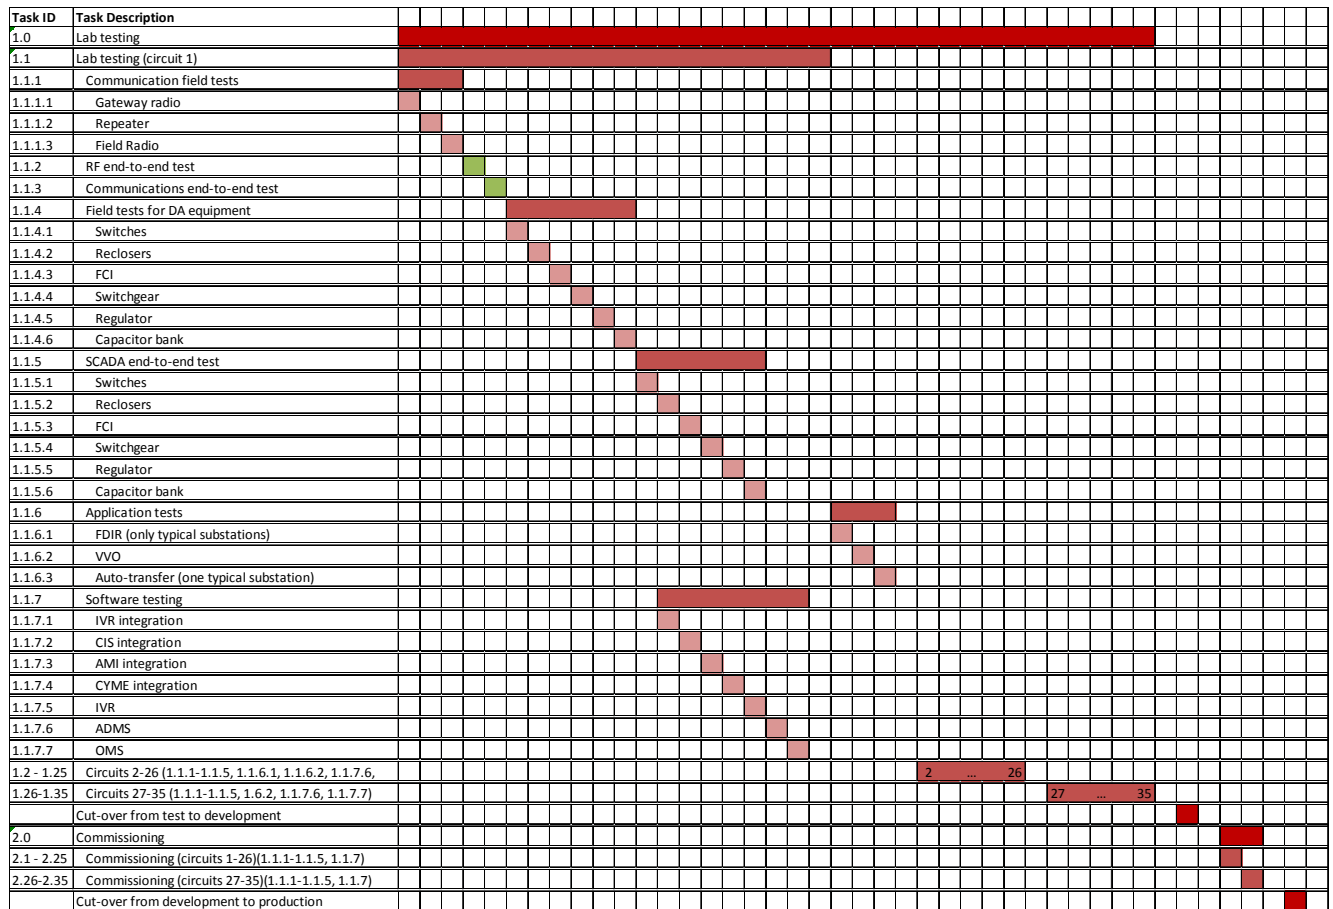 Task ID Task Description
1.0 Lab testing
1.1 Lab testing (circuit 1)
1.1.1 Communication field tests
1.1.1.1 Gateway radio
1.1.1.2 Repeater
1.1.1.3 Field Radio
1.1.2 RF end-to-end test
1.1.3 Communications end-to-end test
1.1.4 Field tests for DA equipment
1.1.4.1 Switches
1.1.4.2 Reclosers
1.1.4.3 FCI
1.1.4.4 Switchgear
1.1.4.5 Regulator
1.1.4.6 Capacitor bank
1.1.5 SCADA end-to-end test
1.1.5.1 Switches
1.1.5.2 Reclosers
1.1.5.3 FCI
1.1.5.4 Switchgear
1.1.5.5 Regulator
1.1.5.6 Capacitor bank
1.1.6 Application tests
1.1.6.1 FDIR (only typical substations)
1.1.6.2 VVO
1.1.6.3 Auto-transfer (one typical substation)
1.1.7 Software testing
1.1.7.1 IVR integration
1.1.7.2 CIS integration
1.1.7.3 AMI integration
1.1.7.4 CYME integration
1.1.7.5 IVR
1.1.7.6 ADMS
1.1.7.7 OMS
1.2 - 1.25 Circuits 2-26 (1.1.1-1.1.5, 1.1.6.1, 1.1.6.2, 1.1.7.6, 2 ... 26
1.26-1.35 Circuits 27-35 (1.1.1-1.1.5, 1.6.2, 1.1.7.6, 1.1.7.7) 27 ... 35
Cut-over from test to development
2.0 Commissioning
2.1 - 2.25 Commissioning (circuits 1-26)(1.1.1-1.1.5, 1.1.7)
2.26-2.35 Commissioning (circuits 27-35)(1.1.1-1.1.5, 1.1.7)
Cut-over from development to production